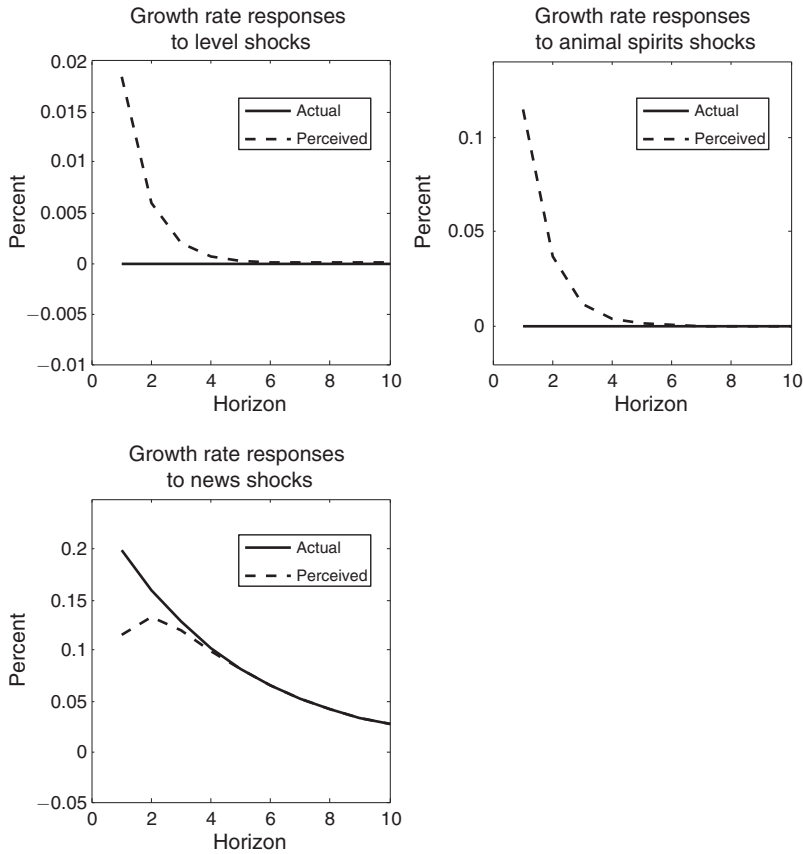 Growth rate responses
to level shocks
0.02
0.015
0.01
0.005
0
−0.005
−0.01
Percent
Actual
Perceived
0
2
4
6
8
10
Horizon
Growth rate responses
to animal spirits shocks
0.1
0.05
0
Percent
Actual
Perceived
0
2
4
6
8
10
Horizon
Growth rate responses
to news shocks
0.2
0.15
0.1
0.05
0
−0.05
Percent
Actual
Perceived
0
2
4
6
8
10
Horizon